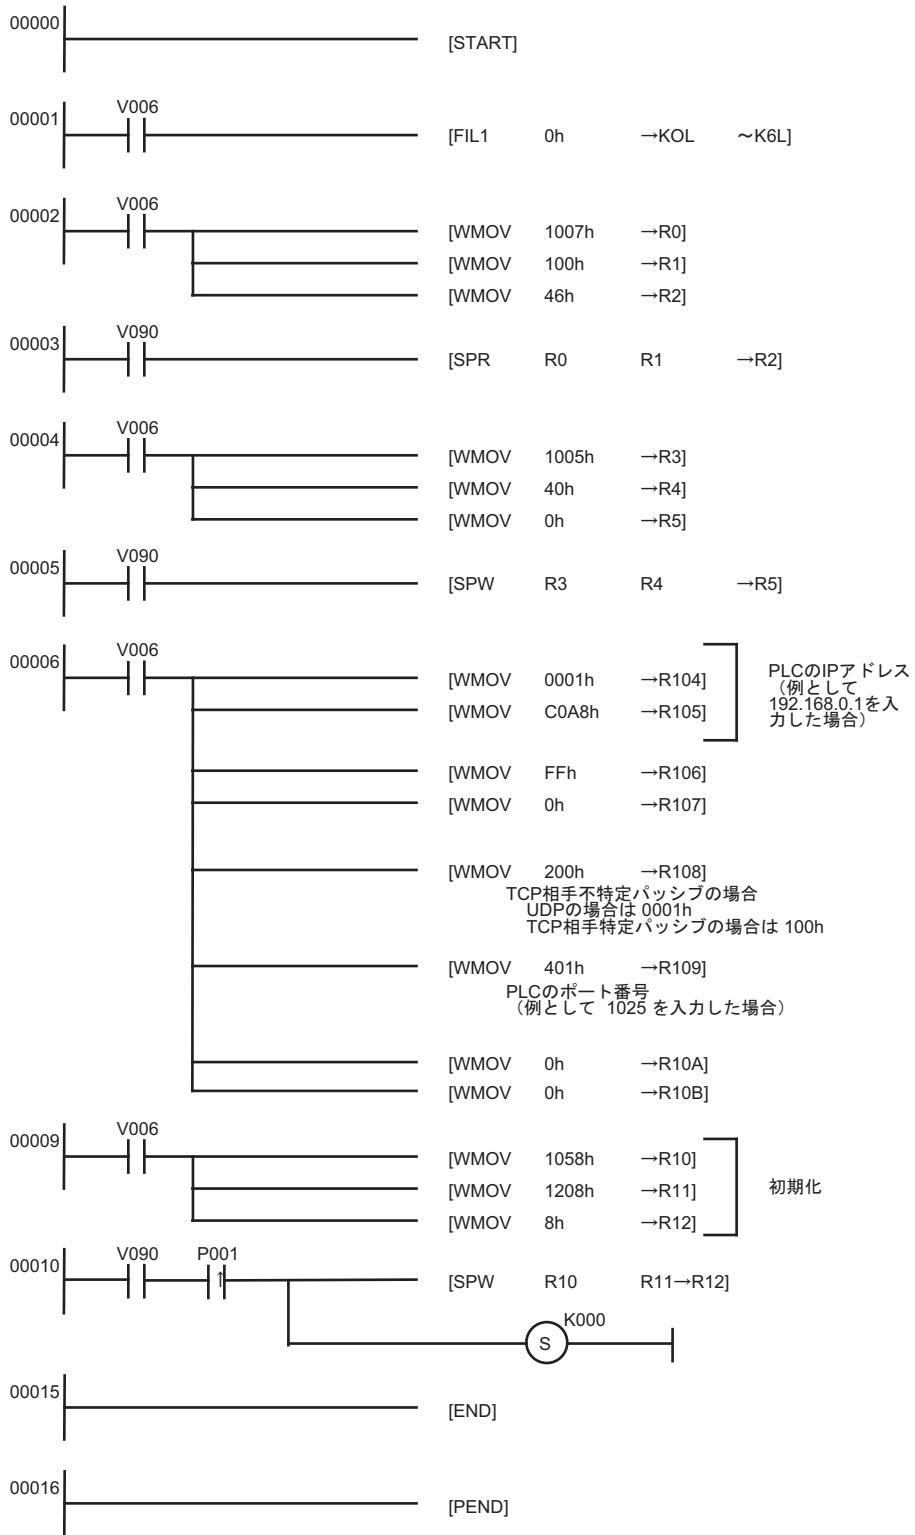 00000
[START]
V006
00001
[FIL1 0h →KOL ～K6L]
V006
00002
[WMOV 1007h →R0]
[WMOV 100h →R1]
[WMOV 46h →R2]
V090
00003
[SPR R0 R1 →R2]
V006
00004
[WMOV 1005h →R3]
[WMOV 40h →R4]
[WMOV 0h →R5]
V090
00005
[SPW R3 R4 →R5]
V006
00006
[WMOV 0001h →R104]
[WMOV C0A8h →R105]
PLCのIPアドレス
（例として
192.168.0.1を入
力した場合）
[WMOV FFh →R106]
[WMOV 0h →R107]
[WMOV 200h →R108]
TCP相手不特定パッシブの場合
UDPの場合は 0001h
TCP相手特定パッシブの場合は 100h
[WMOV 401h →R109]
PLCのポート番号
（例として 1025 を入力した場合）
[WMOV 0h →R10A]
[WMOV 0h →R10B]
V006
00009
[WMOV 1058h →R10]
[WMOV 1208h →R11]
[WMOV 8h →R12]
初期化
V090 P001
00010
↑
[SPW R10 R11→R12]
K000
S
00015
[END]
00016
[PEND]